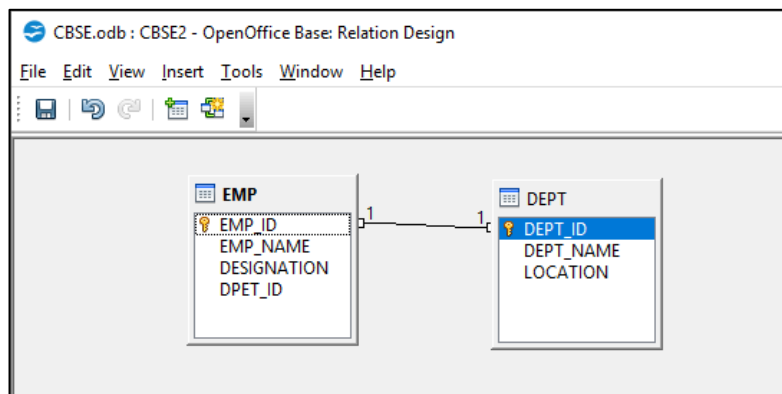 CBSE.odb : CBSE2 - OpenOffice Base: Relation Design
File Edit View Insert Tools Window Help
EMP
EMP_ID
EMP_NAME
DESIGNATION
DPET_ID
1
1
DEPT
DEPT_ID
DEPT_NAME
LOCATION